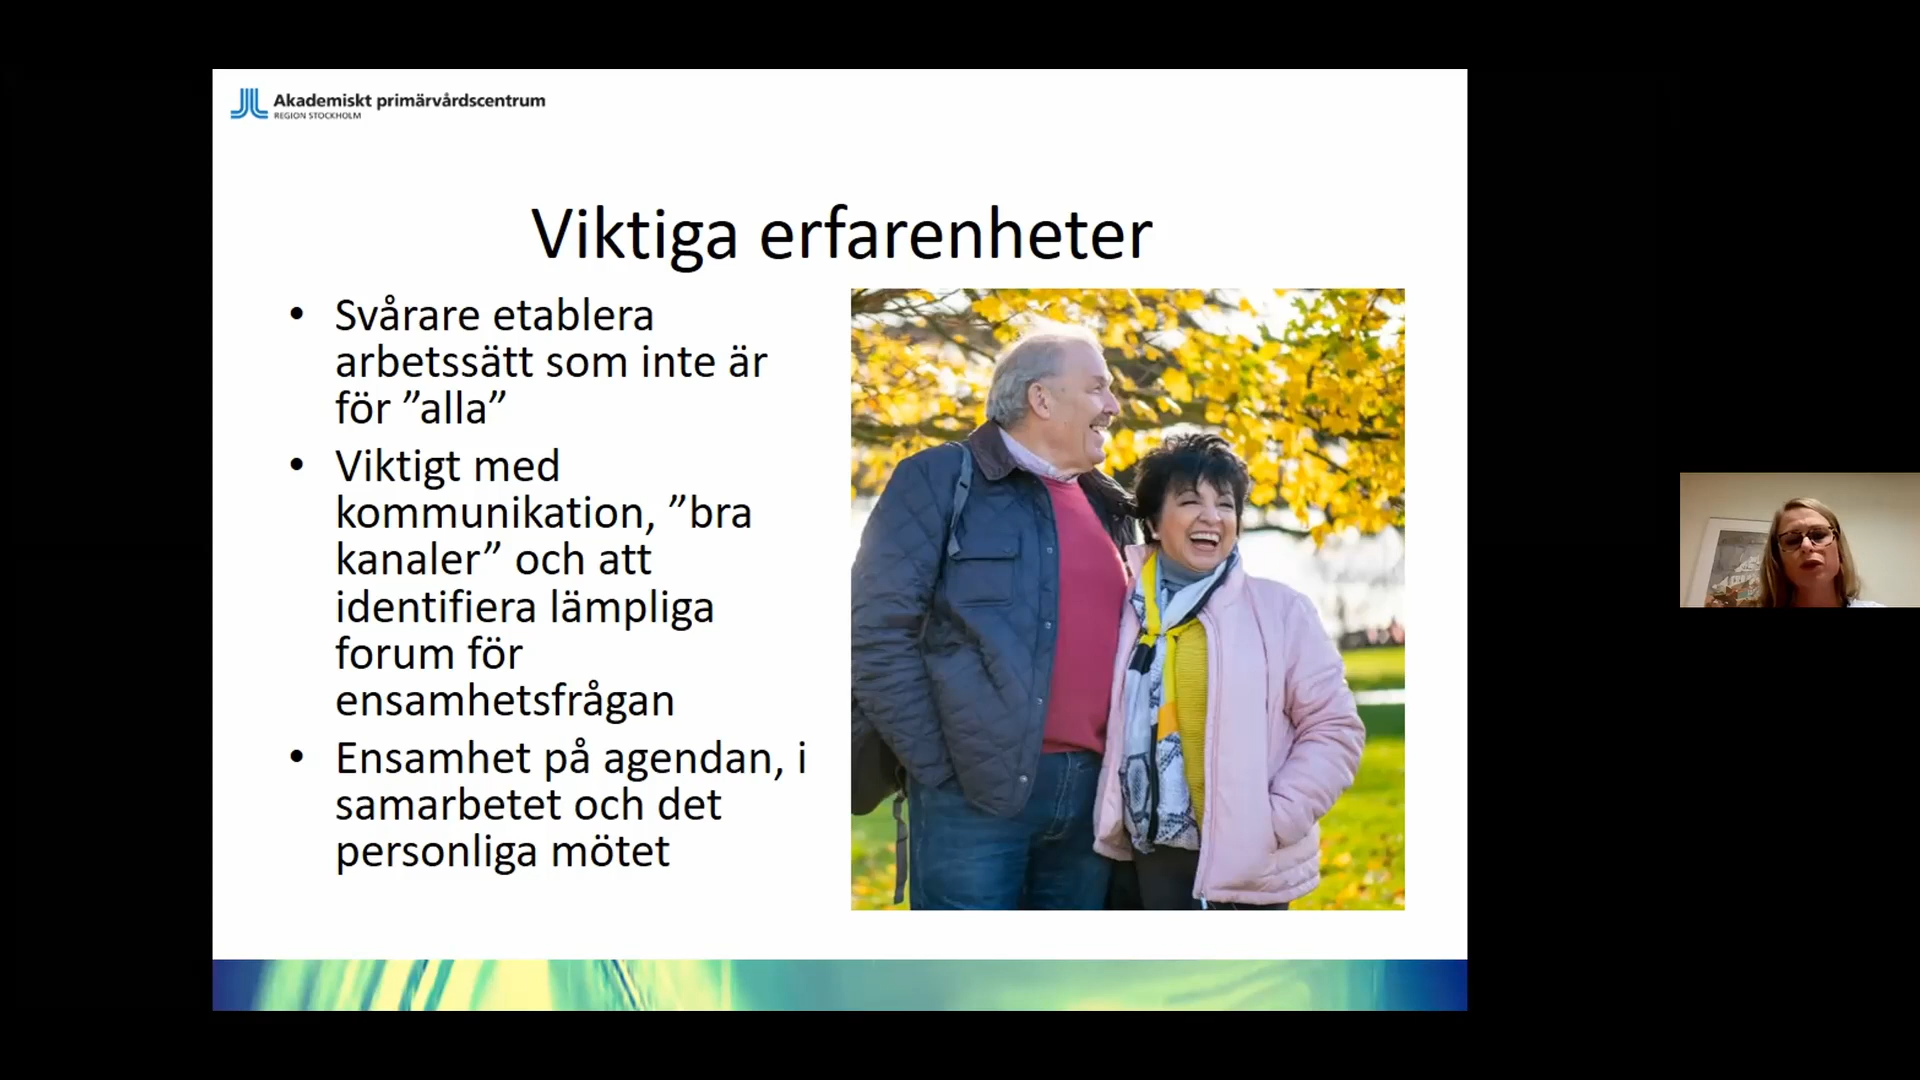 Akademiskt primärvårdscentrum
REGION STOCKHOLM
Viktiga erfarenheter
• Svårare etablera
arbetssätt som inte är
för ”alla”
• Viktigt med
kommunikation, ”bra
kanaler” och att
identifiera lämpliga
forum för
ensamhetsfrågan
• Ensamhet på agendan, i
samarbetet och det
personliga mötet